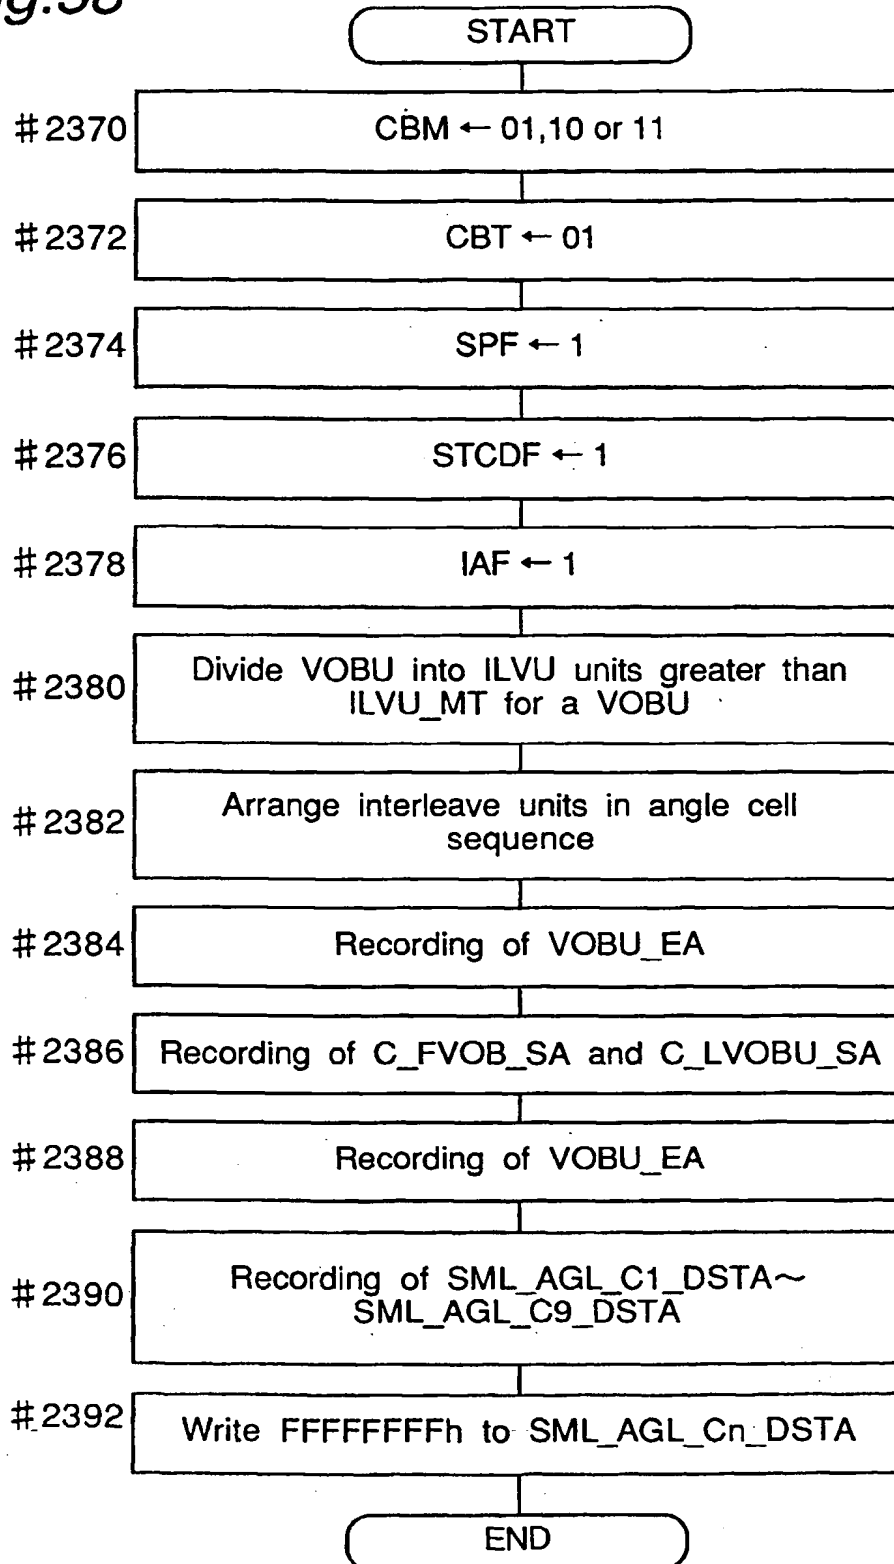 ig.58
START
#2370 CBM ← 01,10 or 11
#2372 CBT ← 01
#2374 SPF ← 1
#2376 STCDF ← 1
#2378 IAF ← 1
#2380 Divide VOBU into ILVU units greater than
ILVU_MT for a VOBU
#2382 Arrange interleave units in angle cell
sequence
#2384 Recording of VOBU_EA
#2386 Recording of C_FVOB_SA and C_LVOBU_SA
#2388 Recording of VOBU_EA
#2390 Recording of SML_AGL_C1_DSTA~
SML_AGL_C9_DSTA
#2392 Write FFFFFFFFh to SML_AGL_Cn_DSTA
END